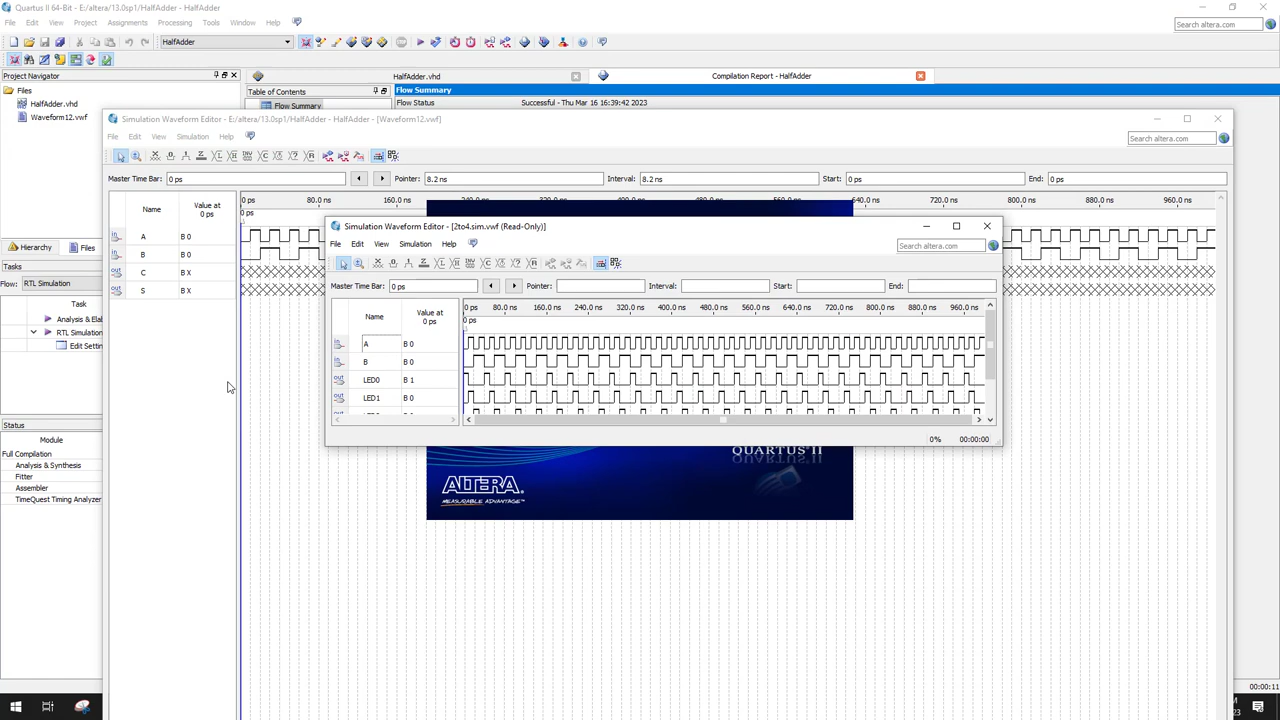 Quartus II 64-Bit - E:/altera/13.0sp1/HalfAdder - HalfAdder
File Edit View Project Assignments Processing Tools Window Help
Search altera.com
HalfAdder
Project Navigator
HalfAdder.vhd
Compilation Report - HalfAdder
Files
Table of Contents
Flow Summary
HalfAdder.vhd
Flow Summary
Flow Status Successful - Thu Mar 16 16:39:42 2023
Waveform12.vwf
Simulation Waveform Editor - E:/altera/13.0sp1/HalfAdder - HalfAdder - [Waveform12.vwf]
File Edit View Simulation Help
Search altera.com
Master Time Bar: 0 ps Pointer: 8.2 ns Interval: 8.2 ns Start: 0 ps End: 0 ps
Name Value at 0 ps
0 ps 80.0 ns 160.0 ns 640.0 ns 720.0 ns 800.0 ns 880.0 ns 960.0 ns
0 ps
A B 0
B B 0
C B X
S B X
Hierarchy Files
Tasks
Flow: RTL Simulation
Task
Analysis & Elab
RTL Simulation
Edit Settin
Status
Module
Full Compilation
Analysis & Synthesis
Fitter
Assembler
TimeQuest Timing Analyzer
Simulation Waveform Editor - [2to4.sim.vwf (Read-Only)]
File Edit View Simulation Help
Search altera.com
Master Time Bar: 0 ps Pointer: Interval: Start: End:
Name Value at 0 ps
0 ps 80.0 ns 160.0 ns 240.0 ns 320.0 ns 400.0 ns 480.0 ns 560.0 ns 640.0 ns 720.0 ns 800.0 ns 880.0 ns 960.0 ns
0 ps
A B 0
B B 0
LED0 B 1
LED1 B 0
0% 00:00:00
QUARTUS II
ALTERA
MEASURABLE ADVANTAGE™
00:00:11
23